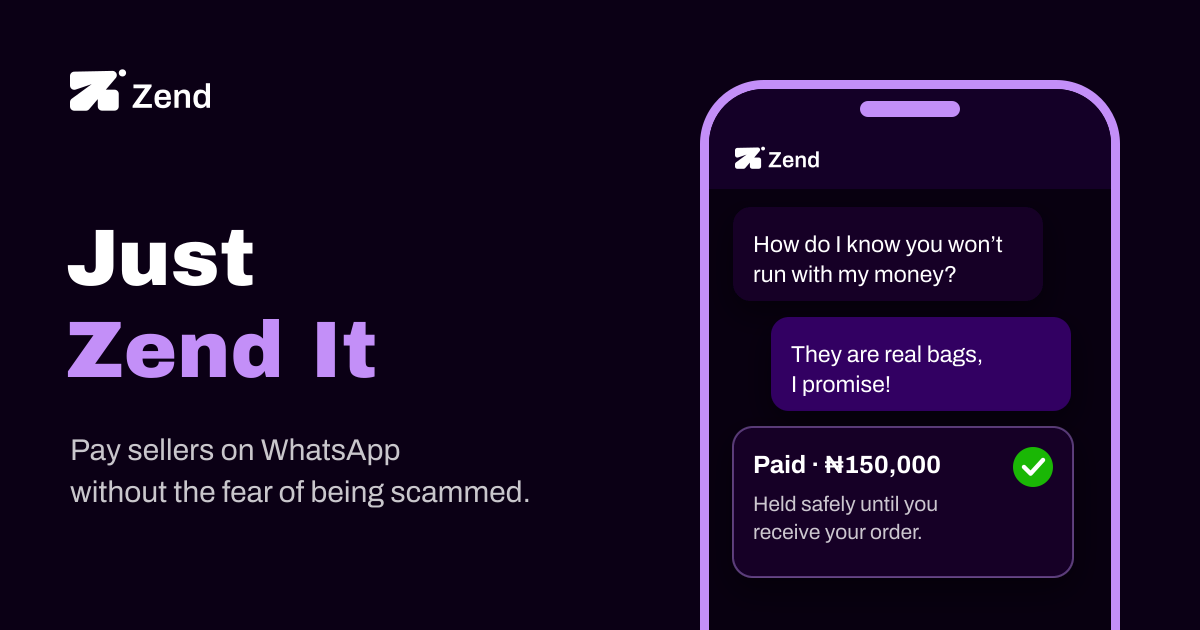 Zend
Just
Zend It
Pay sellers on WhatsApp
without the fear of being scammed.
Zend
How do I know you won’t
run with my money?
They are real bags,
I promise!
Paid · ₦150,000
Held safely until you
receive your order.